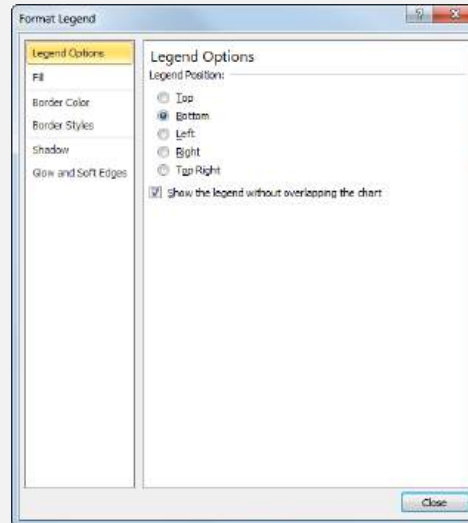 Format Legend
Legend Options
Fill
Border Color
Border Styles
Shadow
Glow and Soft Edges
Legend Options
Legend Position:
Top
Bottom
Left
Right
Top Right
Show the legend without overlapping the chart
Close